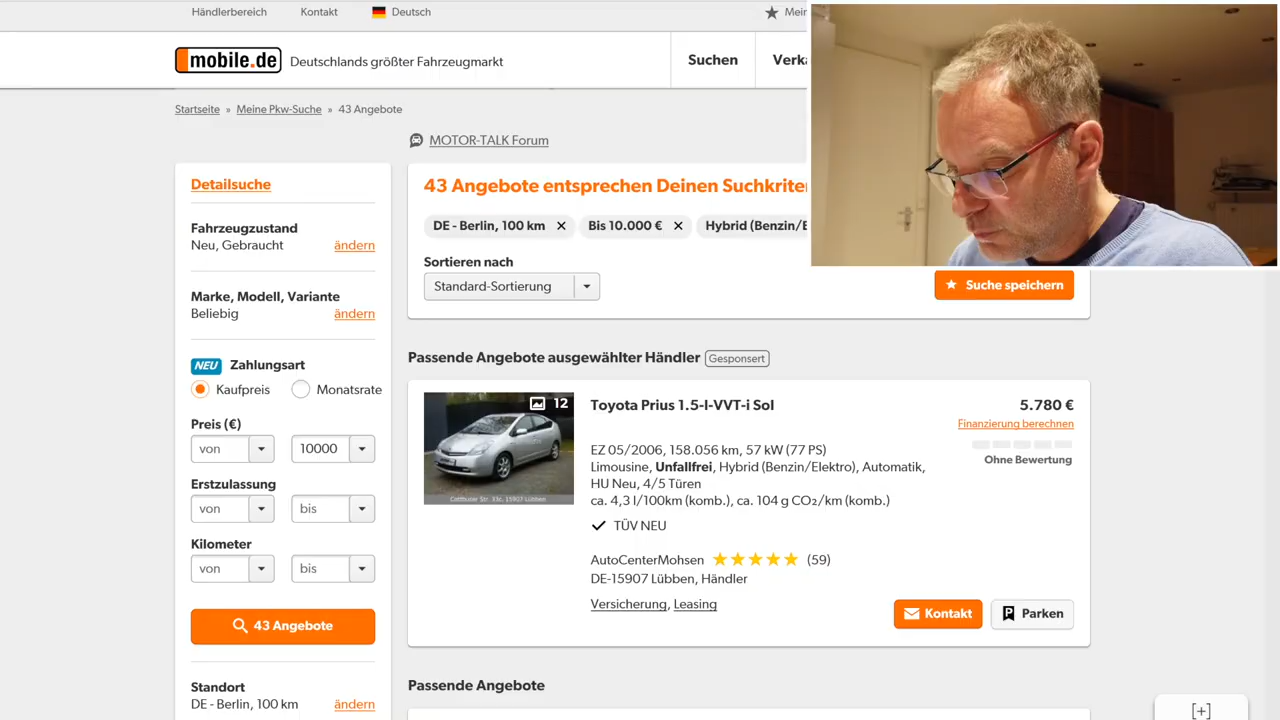 Händlerbereich Kontakt Deutsch
mobile.de Deutschlands größter Fahrzeugmarkt
Suchen
Startseite » Meine Pkw-Suche » 43 Angebote
MOTOR-TALK Forum
Detailsuche
Fahrzeugzustand
Neu, Gebraucht ändern
Marke, Modell, Variante
Beliebig ändern
NEU Zahlungsart
Kaufpreis Monatsrate
Preis (€)
von 10000
Erstzulassung
von bis
Kilometer
von bis
43 Angebote
Standort
DE - Berlin, 100 km ändern
43 Angebote entsprechen Deinen
DE - Berlin, 100 km × Bis 10.000 € × Hybrid
Sortieren nach
Standard-Sortierung
Suche speichern
Passende Angebote ausgewählter Händler Gesponsert
12
Cottbuser Str. 33c, 15907 Lübben
Toyota Prius 1.5-I-VVT-i Sol 5.780 €
Finanzierung berechnen
Ohne Bewertung
EZ 05/2006, 158.056 km, 57 kW (77 PS)
Limousine, Unfallfrei, Hybrid (Benzin/Elektro), Automatik,
HU Neu, 4/5 Türen
ca. 4,3 l/100km (komb.), ca. 104 g CO₂/km (komb.)
TÜV NEU
AutoCenterMohsen (59)
DE-15907 Lübben, Händler
Versicherung, Leasing
Kontakt Parken
Passende Angebote
[+]